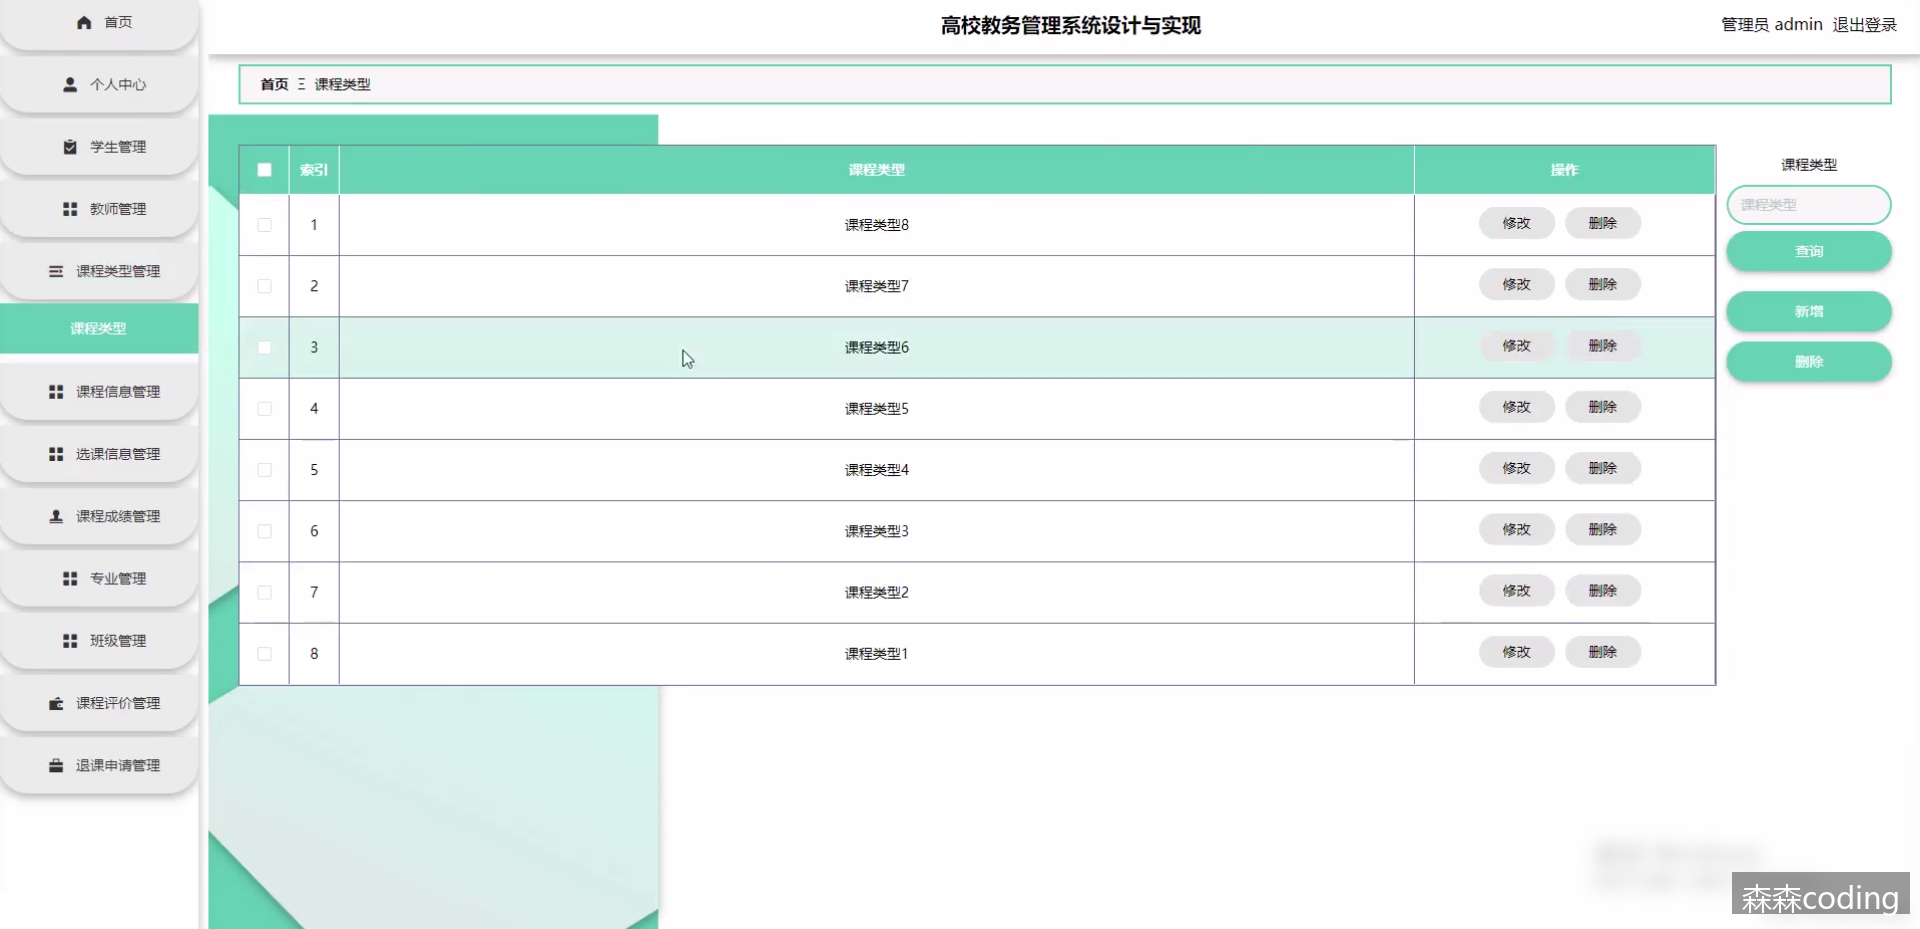 首页
个人中心
学生管理
教师管理
课程类型管理
课程类型
课程信息管理
选课信息管理
课程成绩管理
专业管理
班级管理
课程评价管理
退课申请管理
高校教务管理系统设计与实现
管理员 admin 退出登录
首页 Ξ 课程类型
索引 课程类型 操作
1 课程类型8 修改 删除
2 课程类型7 修改 删除
3 课程类型6 修改 删除
4 课程类型5 修改 删除
5 课程类型4 修改 删除
6 课程类型3 修改 删除
7 课程类型2 修改 删除
8 课程类型1 修改 删除
课程类型
课程类型
查询
新增
删除
森森coding